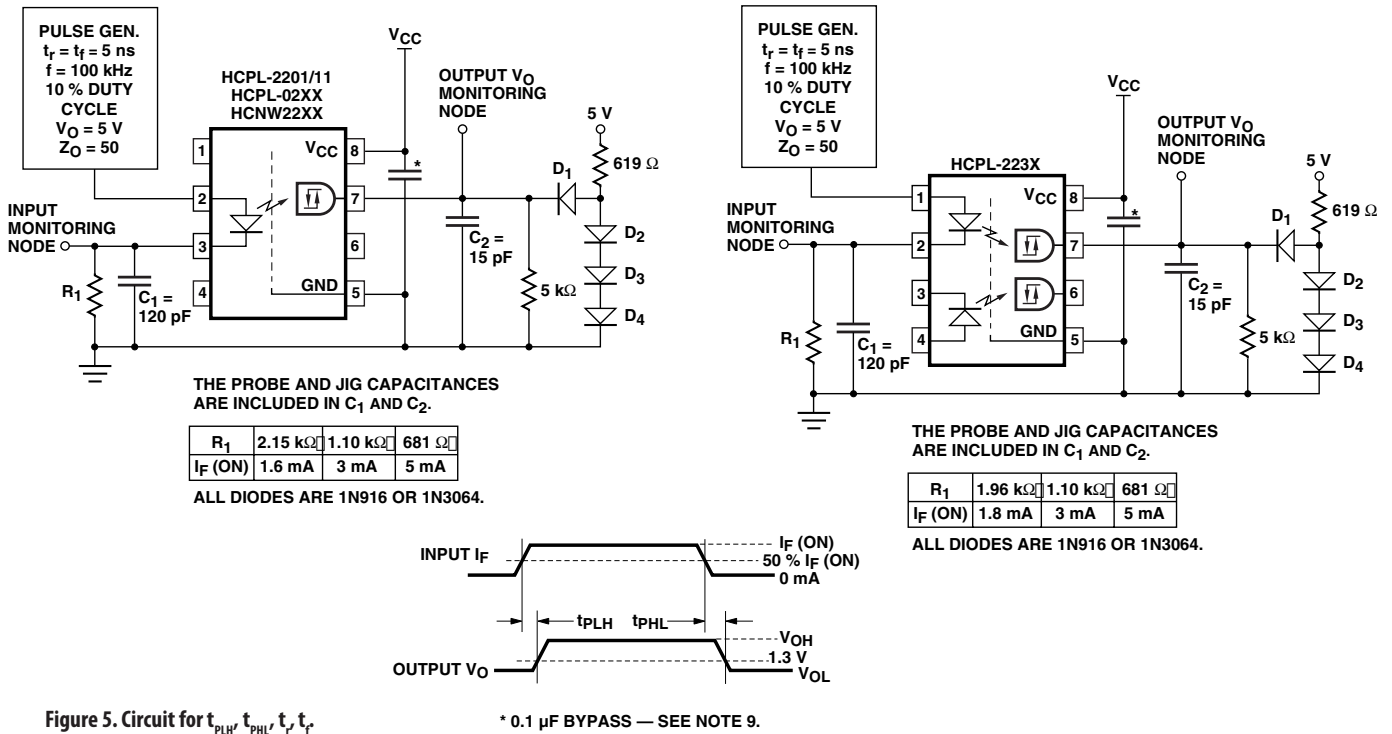 PULSE GEN.
tr = tf = 5 ns
f = 100 kHz
10 % DUTY
CYCLE
VO = 5 V
ZO = 50
HCPL-2201/11
HCPL-02XX
HCNW22XX
VCC
OUTPUT VO
MONITORING
NODE
5 V
619 Ω
D1
1
2
3
4
VCC 8
7
6
GND 5
*
INPUT
MONITORING
NODE
R1
C1 =
120 pF
C2 =
15 pF
5 kΩ
D2
D3
D4
THE PROBE AND JIG CAPACITANCES
ARE INCLUDED IN C1 AND C2.
R1 2.15 kΩ 1.10 kΩ 681 Ω
IF (ON) 1.6 mA 3 mA 5 mA
ALL DIODES ARE 1N916 OR 1N3064.
PULSE GEN.
tr = tf = 5 ns
f = 100 kHz
10 % DUTY
CYCLE
VO = 5 V
ZO = 50
HCPL-223X
VCC
OUTPUT VO
MONITORING
NODE
5 V
619 Ω
D1
1
2
3
4
VCC 8
7
6
GND 5
*
INPUT
MONITORING
NODE
R1
C1 =
120 pF
C2 =
15 pF
5 kΩ
D2
D3
D4
THE PROBE AND JIG CAPACITANCES
ARE INCLUDED IN C1 AND C2.
R1 1.96 kΩ 1.10 kΩ 681 Ω
IF (ON) 1.8 mA 3 mA 5 mA
ALL DIODES ARE 1N916 OR 1N3064.
INPUT IF
IF (ON)
50 % IF (ON)
0 mA
tPLH tPHL
OUTPUT VO
VOH
1.3 V
VOL
Figure 5. Circuit for tPLH, tPHL, tr, tf.
* 0.1 µF BYPASS — SEE NOTE 9.